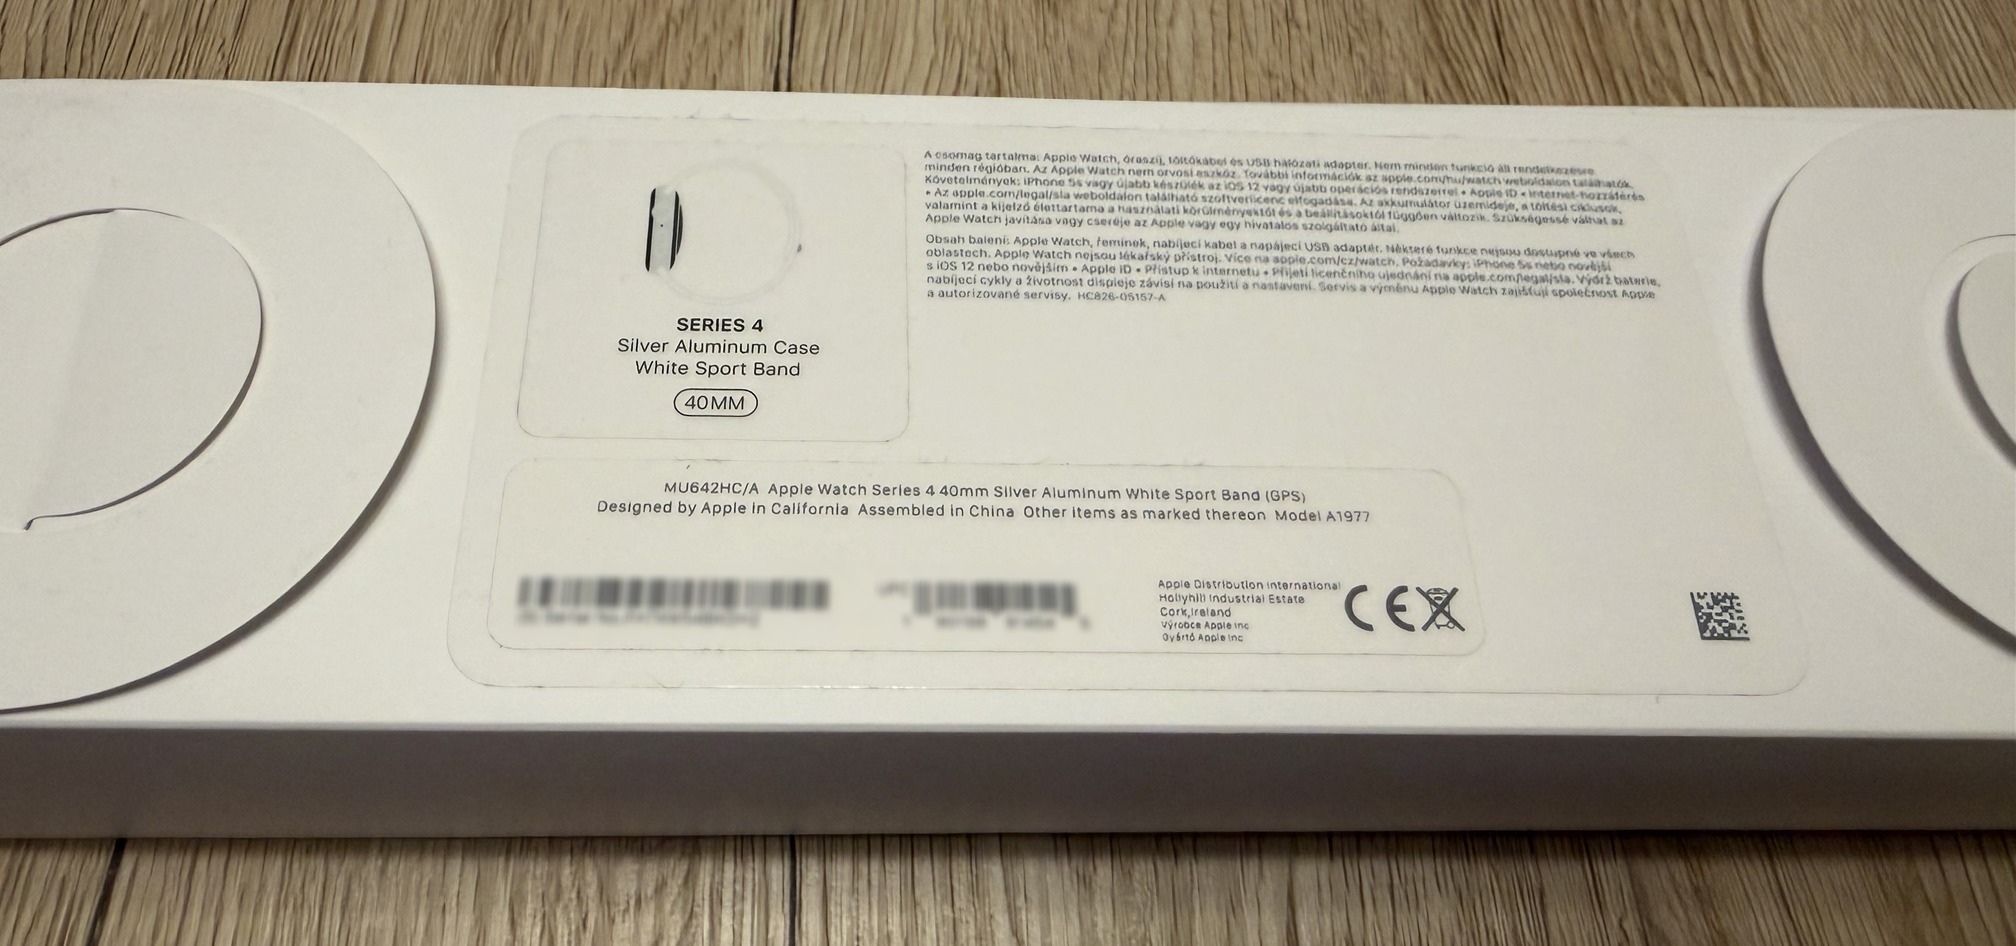 SERIES 4
Silver Aluminum Case
White Sport Band
40MM
A csomag tartalma: Apple Watch, óraszíj, töltőkábel és USB hálózati adapter. Nem minden funkció áll rendelkezésre
minden régióban. Az Apple Watch nem orvosi eszköz. További információk az apple.com/hu/watch weboldalon találhatók.
Követelmények: iPhone 5s vagy újabb készülék az iOS 12 vagy újabb operációs rendszerrel • Apple ID • Internet-hozzáférés
• Az apple.com/legal/sla weboldalon található szoftverlicenc elfogadása. Az akkumulátor üzemideje, a töltési ciklusok,
valamint a kijelző élettartama a használati körülményektől és a beállításoktól függően változik. Szükségessé válhat az
Apple Watch javítása vagy cseréje az Apple vagy egy hivatalos szolgáltató által.
Obsah balení: Apple Watch, řemínek, nabíjecí kabel a napájecí USB adaptér. Některé funkce nejsou dostupné ve všech
oblastech. Apple Watch nejsou lékařský přístroj. Více na apple.com/cz/watch. Požadavky: iPhone 5s nebo novější
s iOS 12 nebo novějším • Apple ID • Přístup k internetu • Přijetí licenčního ujednání na apple.com/legal/sla. Výdrž baterie,
nabíjecí cykly a životnost displeje závisí na použití a nastavení. Servis a výměnu Apple Watch zajišťují společnost Apple
a autorizované servisy. HC826-05157-A
MU642HC/A Apple Watch Series 4 40mm Silver Aluminum White Sport Band (GPS)
Designed by Apple in California Assembled in China Other items as marked thereon Model A1977
Apple Distribution International
Hollyhill Industrial Estate
Cork, Ireland
Výrobce Apple Inc
Gyártó Apple Inc
CE